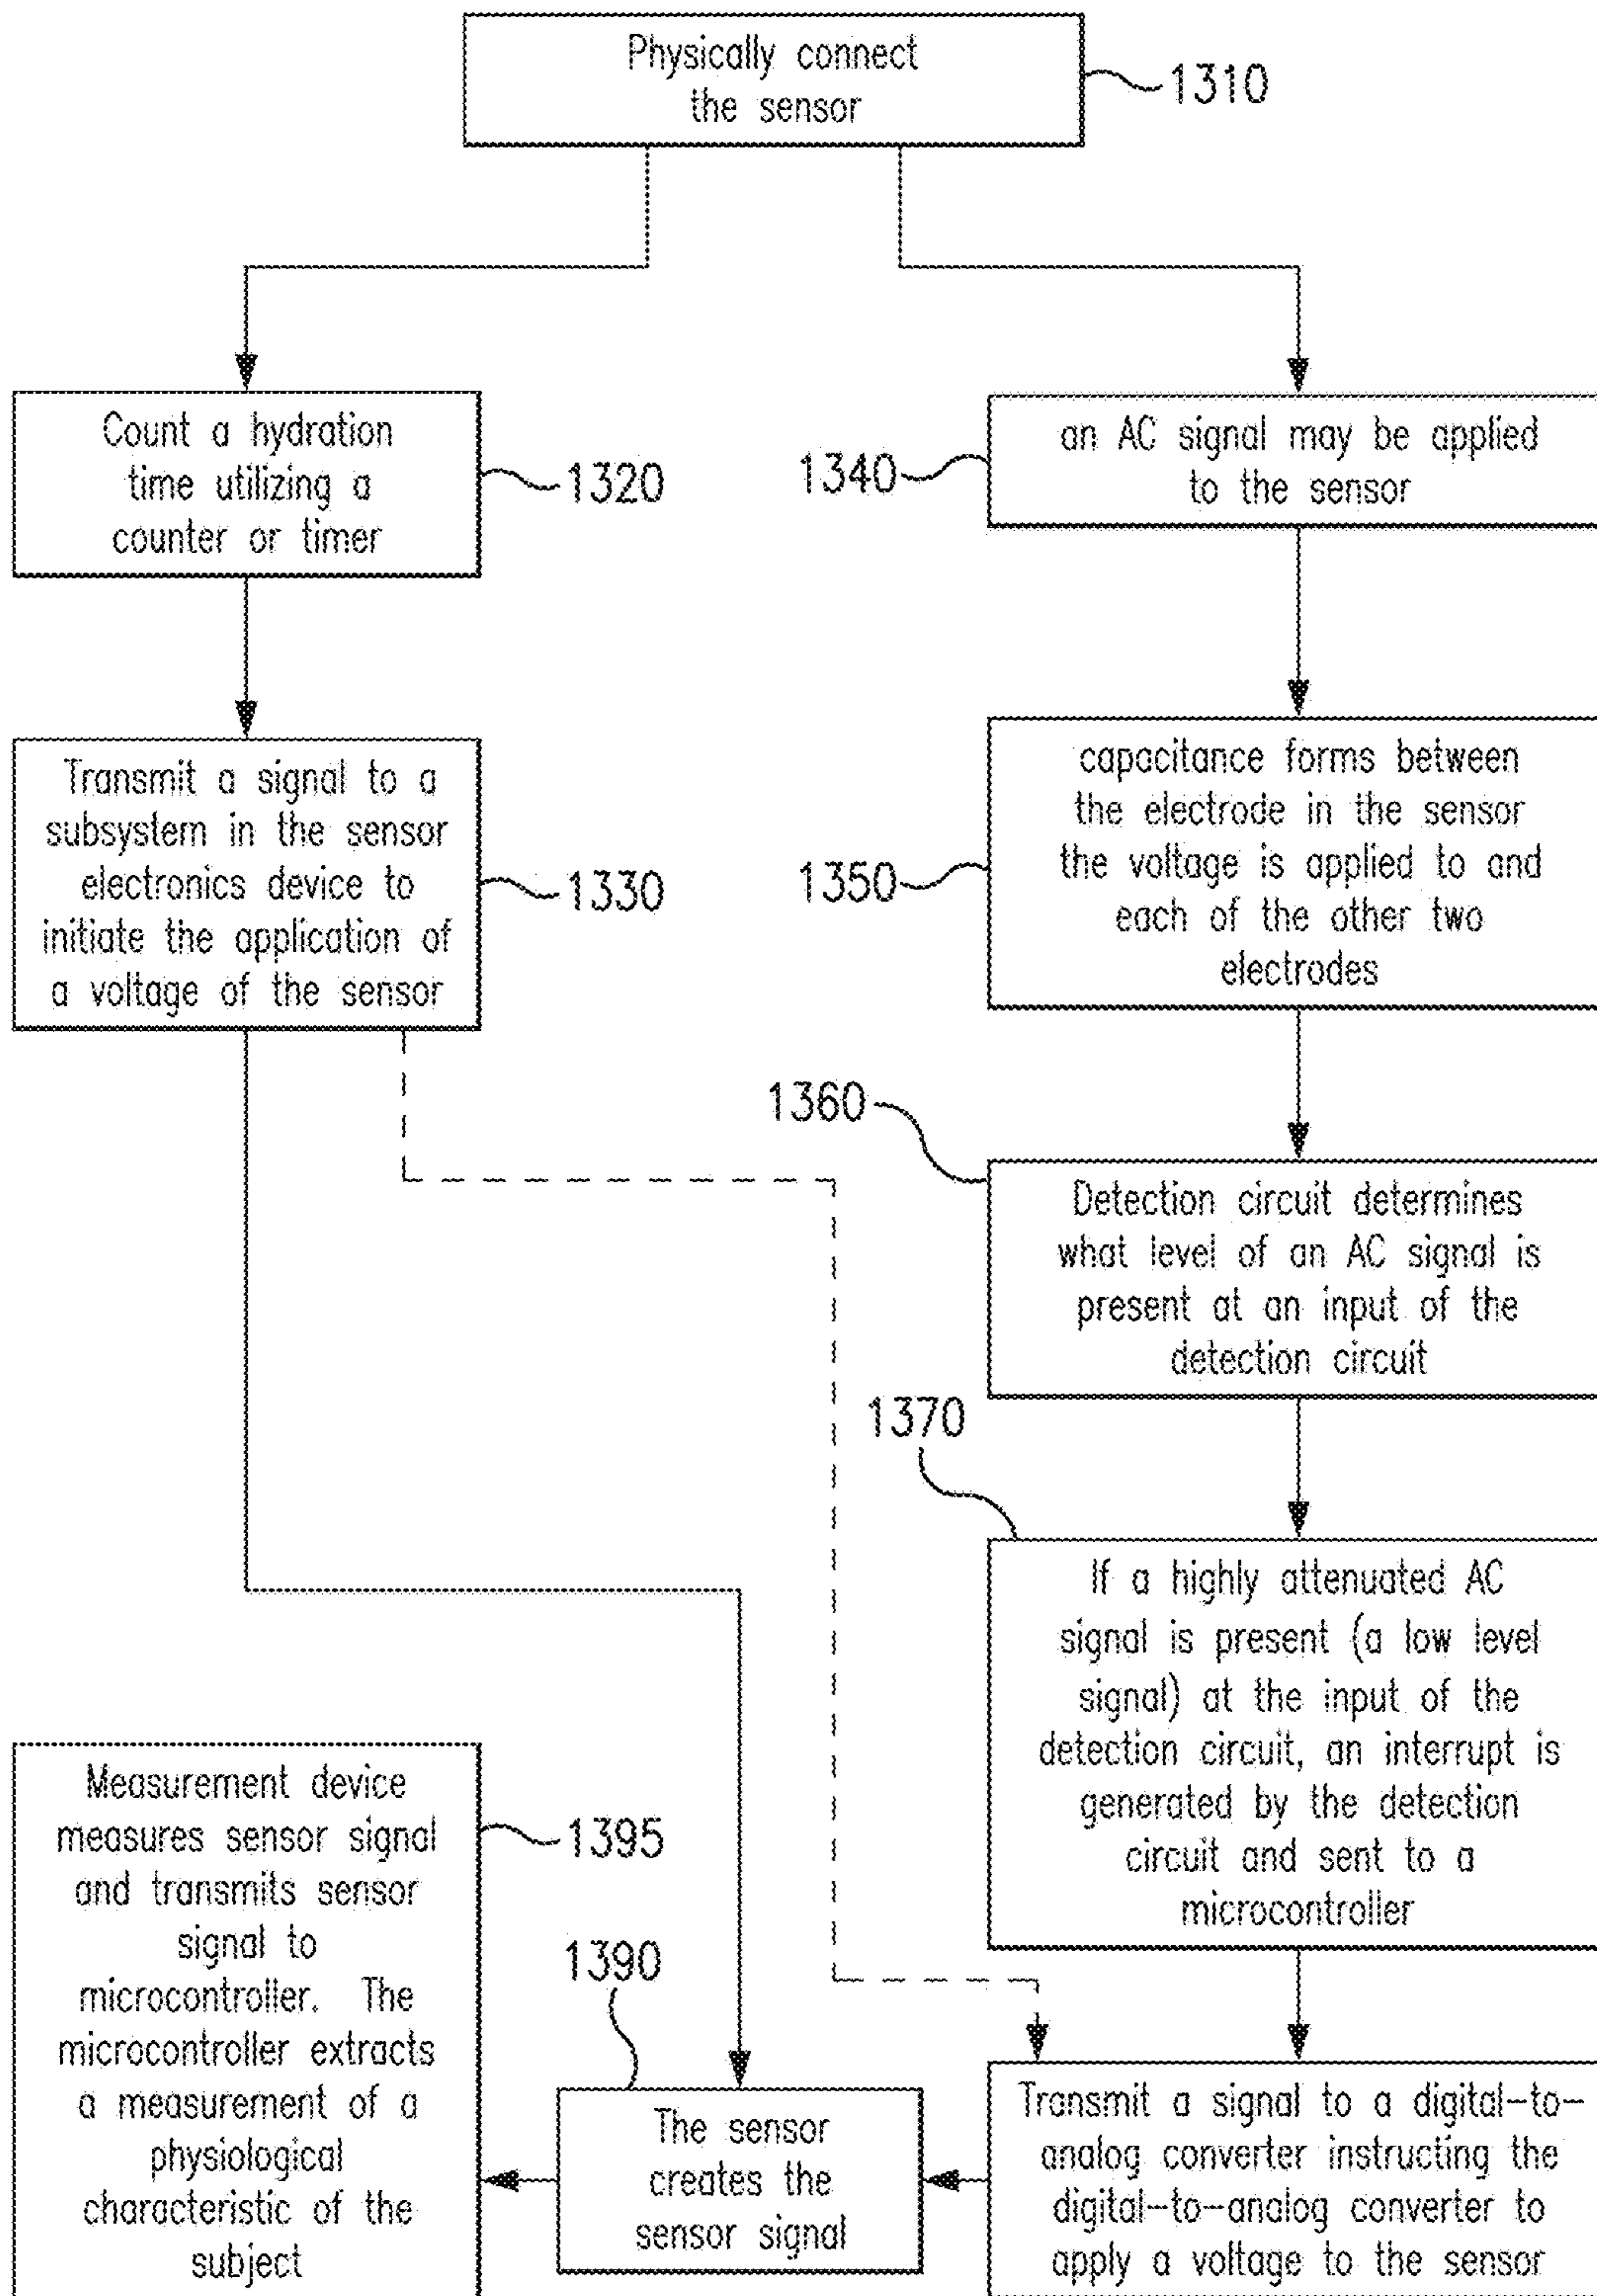 Physically connect
the sensor
1310
Count a hydration
time utilizing a
counter or timer
1320
Transmit a signal to a
subsystem in the sensor
electronics device to
initiate the application of
a voltage of the sensor
1330
1340
an AC signal may be applied
to the sensor
1350
capacitance forms between
the electrode in the sensor
the voltage is applied to and
each of the other two
electrodes
1360
Detection circuit determines
what level of an AC signal is
present at an input of the
detection circuit
1370
If a highly attenuated AC
signal is present (a low level
signal) at the input of the
detection circuit, an interrupt is
generated by the detection
circuit and sent to a
microcontroller
Transmit a signal to a digital-to-
analog converter instructing the
digital-to-analog converter to
apply a voltage to the sensor
1390
The sensor
creates the
sensor signal
Measurement device
measures sensor signal
and transmits sensor
signal to
microcontroller. The
microcontroller extracts
a measurement of a
physiological
characteristic of the
subject
1395